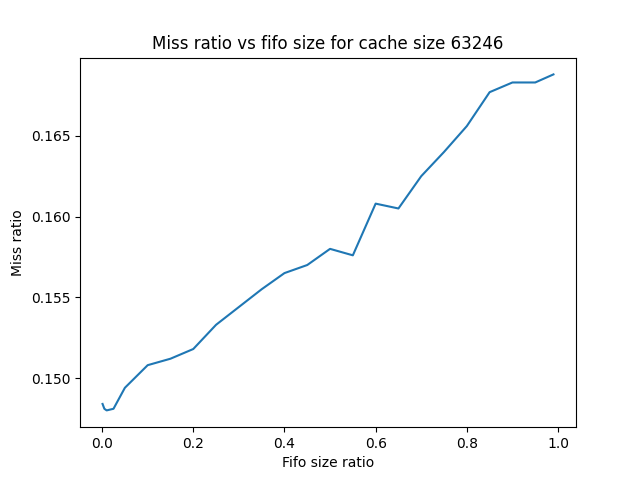 Miss ratio vs fifo size for cache size 63246
0.165
0.160
0.155
0.150
Miss ratio
0.0 0.2 0.4 0.6 0.8 1.0
Fifo size ratio